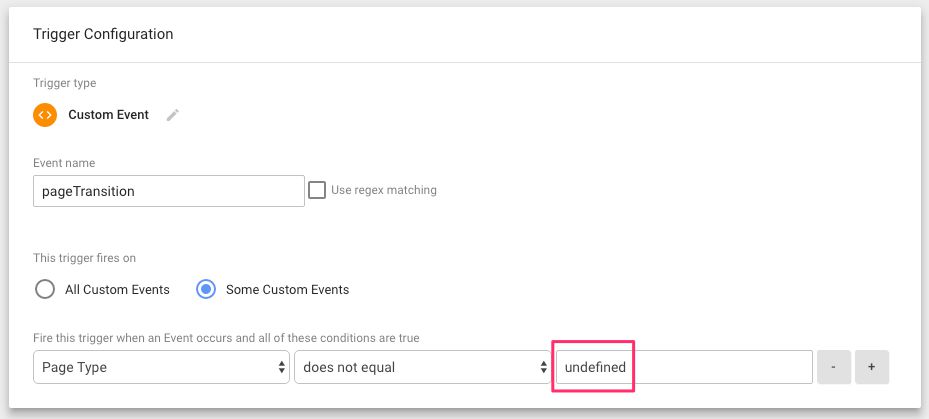 Trigger Configuration
Trigger type
Custom Event
Event name
pageTransition
Use regex matching
This trigger fires on
All Custom Events Some Custom Events
Fire this trigger when an Event occurs and all of these conditions are true
Page Type does not equal undefined - +